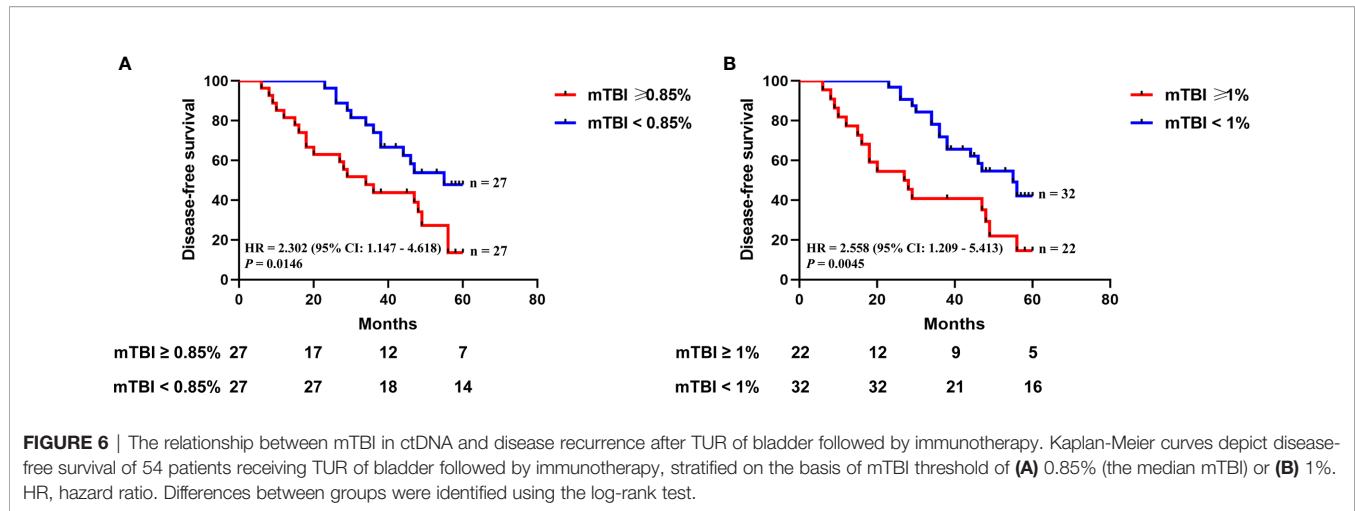 A
Disease-free survival
100
80
60
40
20
0
0 20 40 60 80
Months
mTBI ⩾0.85%
mTBI < 0.85%
n = 27
n = 27
HR = 2.302 (95% CI: 1.147 - 4.618)
P = 0.0146
mTBI ≥ 0.85% 27 17 12 7
mTBI < 0.85% 27 27 18 14
B
Disease-free survival
100
80
60
40
20
0
0 20 40 60 80
Months
mTBI ⩾1%
mTBI < 1%
n = 32
n = 22
HR = 2.558 (95% CI: 1.209 - 5.413)
P = 0.0045
mTBI ≥ 1% 22 12 9 5
mTBI < 1% 32 32 21 16
FIGURE 6 | The relationship between mTBI in ctDNA and disease recurrence after TUR of bladder followed by immunotherapy. Kaplan-Meier curves depict disease-
free survival of 54 patients receiving TUR of bladder followed by immunotherapy, stratified on the basis of mTBI threshold of (A) 0.85% (the median mTBI) or (B) 1%.
HR, hazard ratio. Differences between groups were identified using the log-rank test.